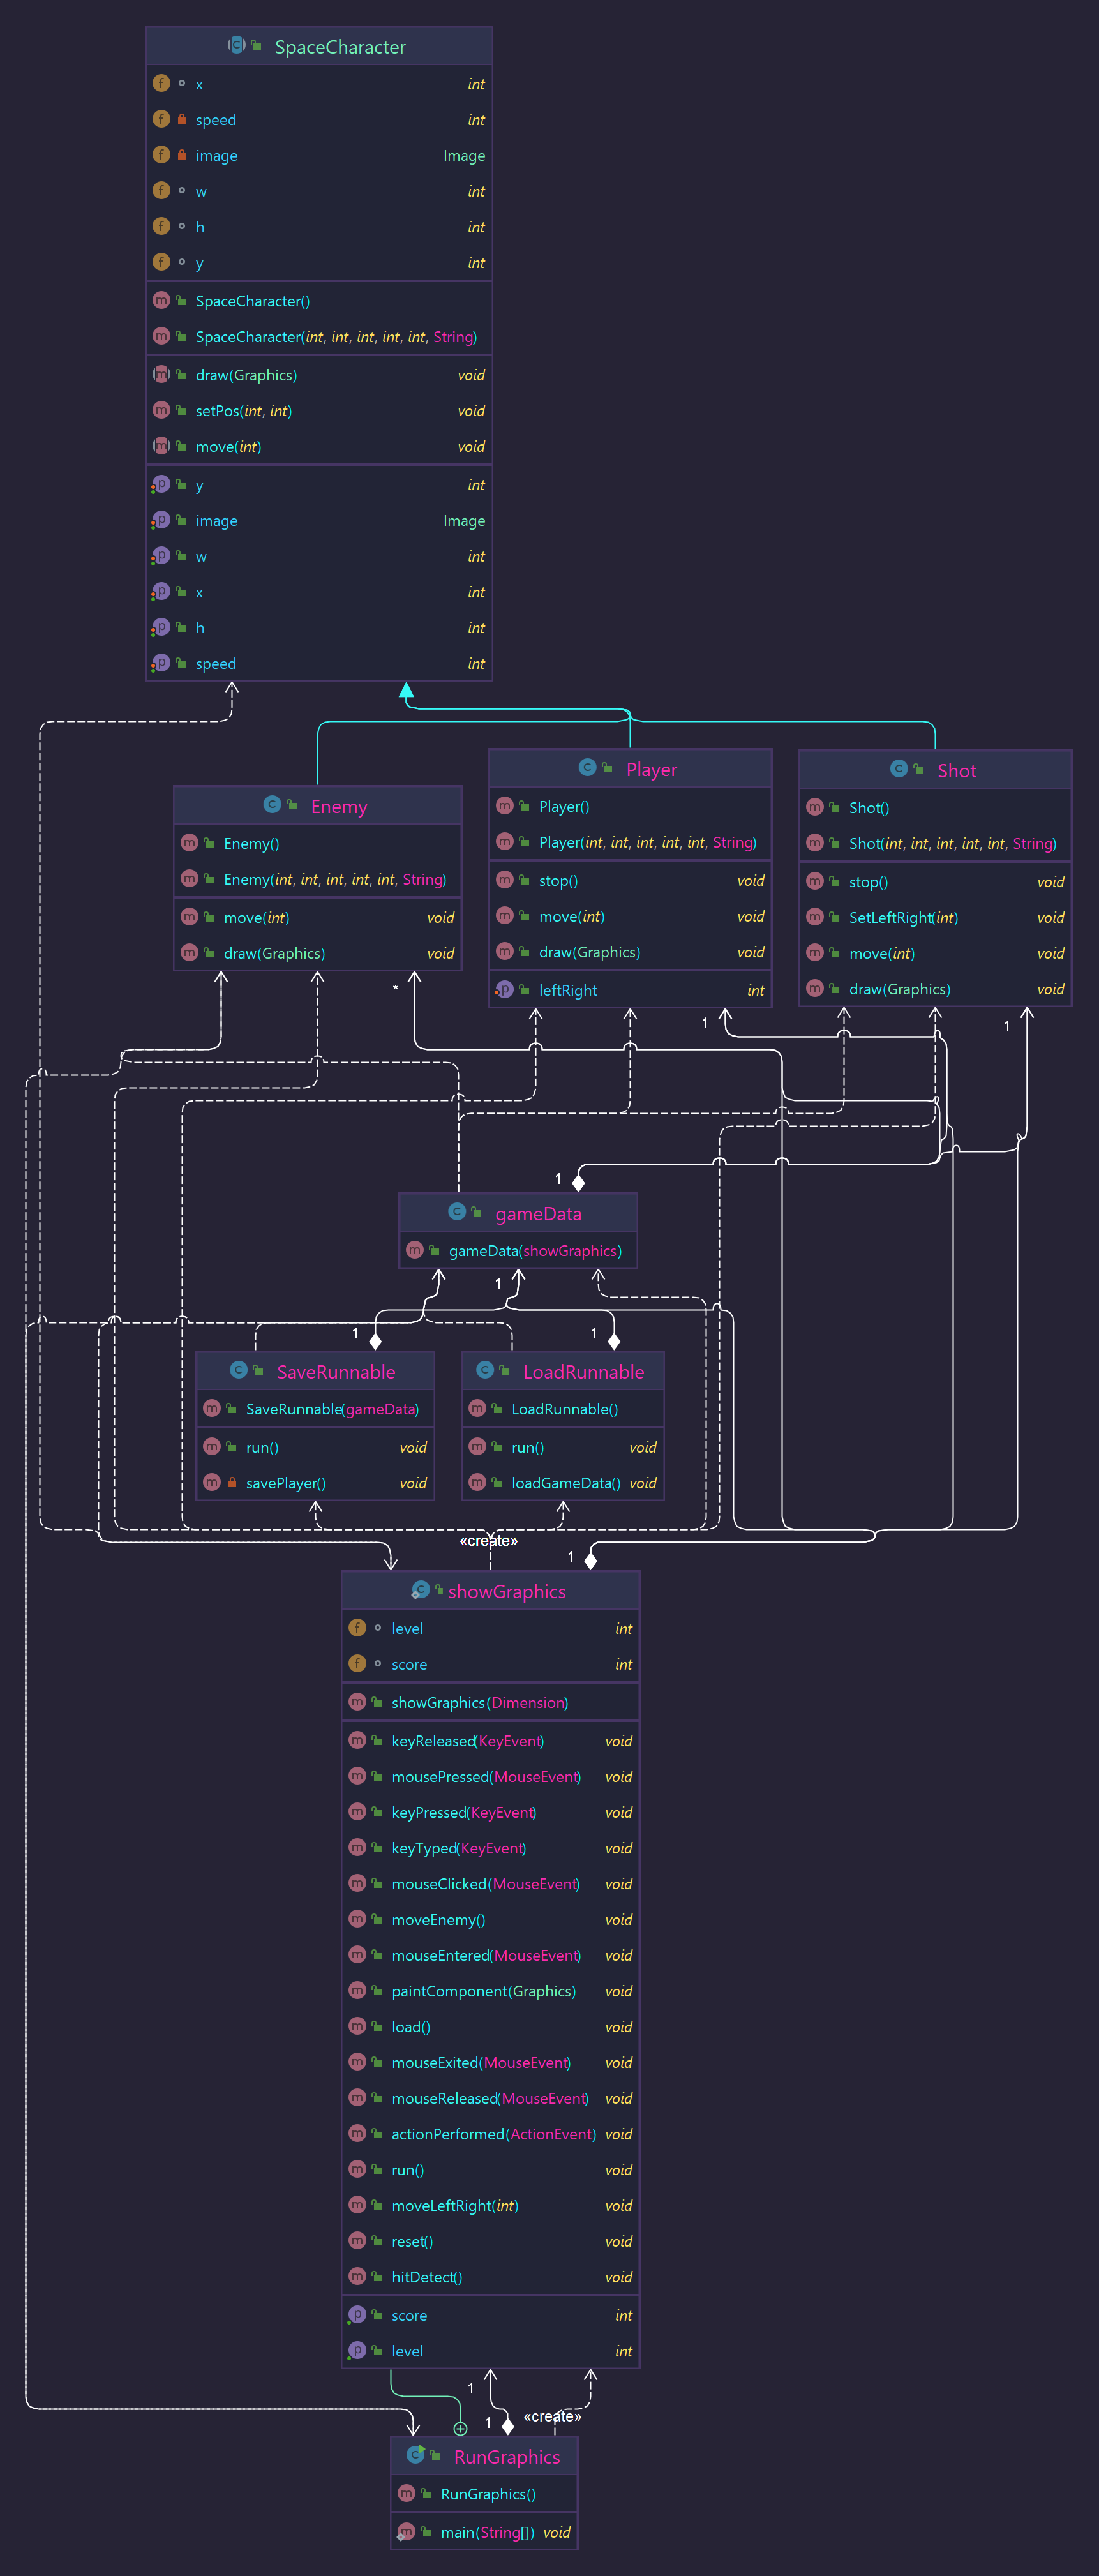 SpaceCharacter
x int
speed int
image Image
w int
h int
y int
SpaceCharacter()
SpaceCharacter(int, int, int, int, int, String)
draw(Graphics) void
setPos(int, int) void
move(int) void
y int
image Image
w int
x int
h int
speed int
Enemy
Enemy()
Enemy(int, int, int, int, int, String)
move(int) void
draw(Graphics) void
Player
Player()
Player(int, int, int, int, int, String)
stop() void
move(int) void
draw(Graphics) void
leftRight int
Shot
Shot()
Shot(int, int, int, int, int, String)
stop() void
SetLeftRight(int) void
move(int) void
draw(Graphics) void
*
1
1
1
gameData
gameData(showGraphics)
1
1
1
SaveRunnable
SaveRunnable(gameData)
run() void
savePlayer() void
LoadRunnable
LoadRunnable()
run() void
loadGameData() void
«create»
1
showGraphics
level int
score int
showGraphics(Dimension)
keyReleased(KeyEvent) void
mousePressed(MouseEvent) void
keyPressed(KeyEvent) void
keyTyped(KeyEvent) void
mouseClicked(MouseEvent) void
moveEnemy() void
mouseEntered(MouseEvent) void
paintComponent(Graphics) void
load() void
mouseExited(MouseEvent) void
mouseReleased(MouseEvent) void
actionPerformed(ActionEvent) void
run() void
moveLeftRight(int) void
reset() void
hitDetect() void
score int
level int
1
1
«create»
RunGraphics
RunGraphics()
main(String[]) void